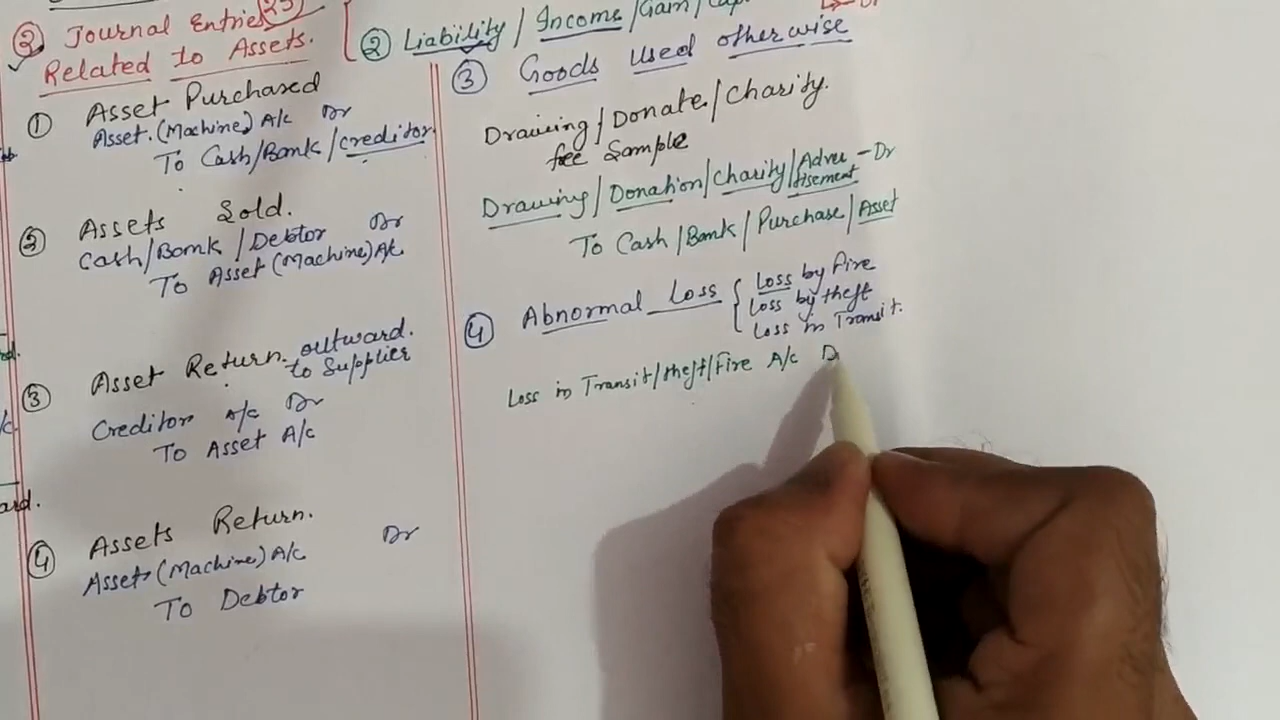 ② Journal Entries (25)
Related to Assets.
① Asset Purchased
Asset.(Machine) A/c Dr
To Cash/Bank/creditor.
② Assets Sold.
Cash/Bank/Debtor Dr
To Asset (Machine) A/c.
③ Asset Return. outward.
to Supplier
Creditor A/c Dr
To Asset A/c
④ Assets Return.
Assets (Machine) A/c Dr
To Debtor
② Liability/Income/Gain/Cap
③ Goods used otherwise
Drawing/Donate/Charity.
free Sample
Drawing/Donation/Charity/Advertisement - Dr
To Cash/Bank/Purchase/Asset
④ Abnormal Loss { Loss by Fire
Loss by theft
Loss in Transit.
Loss in Transit/theft/Fire A/c D